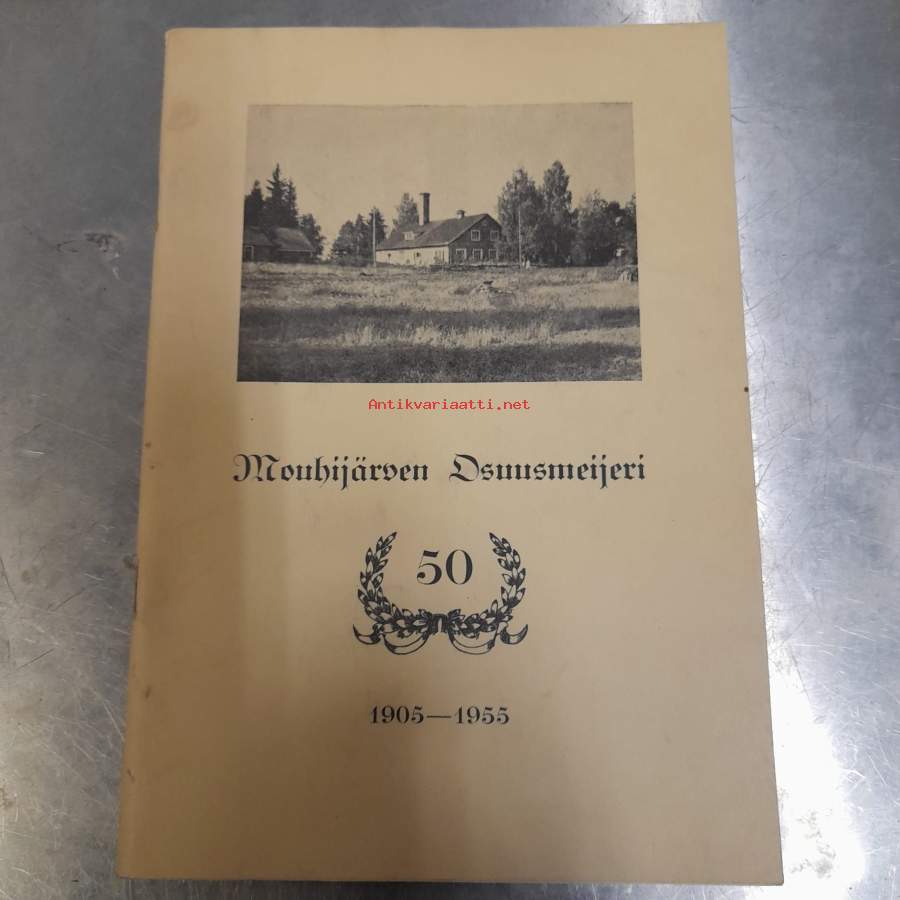 Antikvariaatti.net
Mouhijärven Osuusmeijeri
50
1905—1955